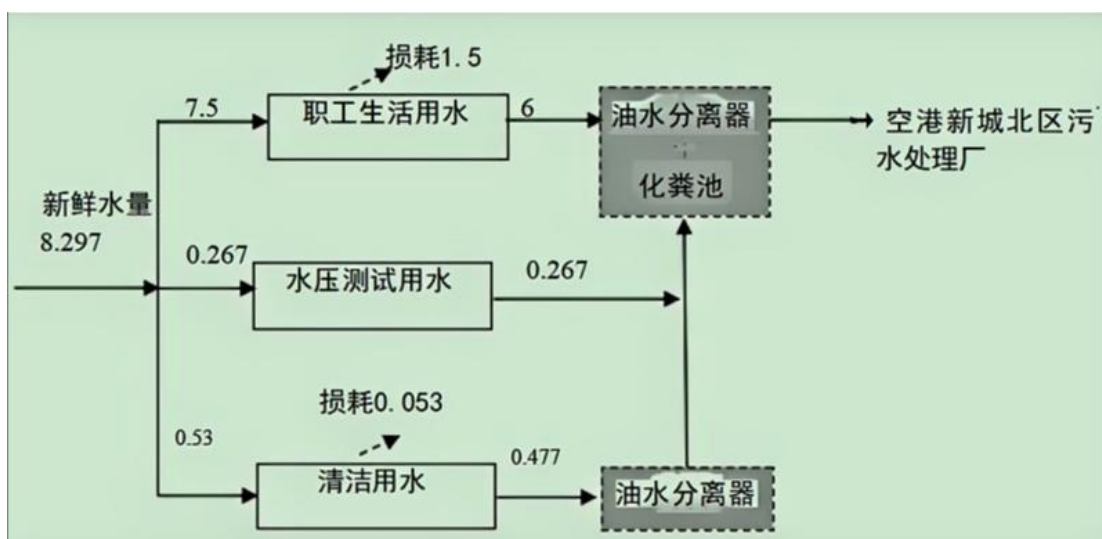 损耗1.5
7.5
职工生活用水
6
油水分离器
化粪池
空港新城北区污
水处理厂
新鲜水量
8.297
0.267
水压测试用水
0.267
损耗0.053
0.53
清洁用水
0.477
油水分离器